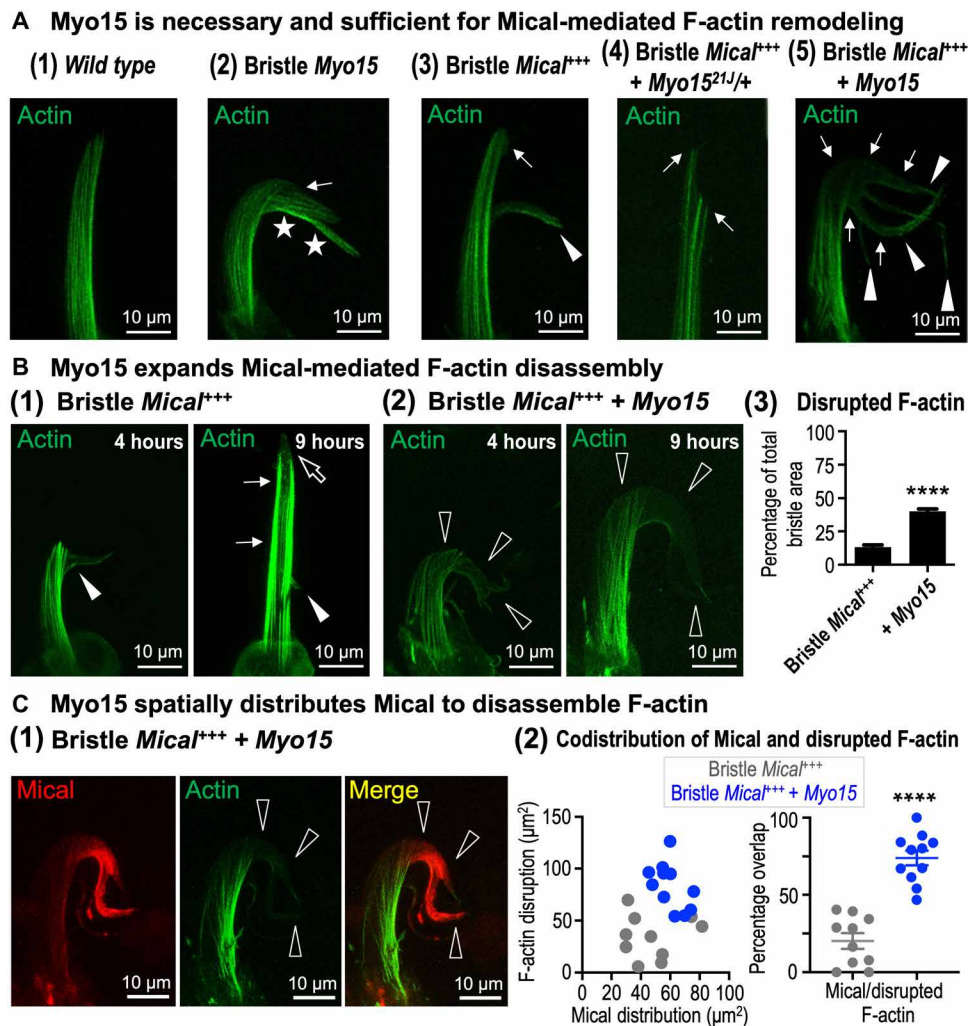 A Myo15 is necessary and sufficient for Mical-mediated F-actin remodeling
(1) Wild type
(2) Bristle Myo15
(3) Bristle Mical+++
(4) Bristle Mical+++
+ Myo15²¹ᴶ/+
(5) Bristle Mical+++
+ Myo15
Actin
Actin
Actin
Actin
Actin
10 µm
10 µm
10 µm
10 µm
10 µm
B Myo15 expands Mical-mediated F-actin disassembly
(1) Bristle Mical+++
(2) Bristle Mical+++ + Myo15
(3) Disrupted F-actin
Actin 4 hours
Actin 9 hours
Actin 4 hours
Actin 9 hours
10 µm
10 µm
10 µm
10 µm
Percentage of total
bristle area
100
75
50
25
0
****
Bristle Mical+++
+ Myo15
C Myo15 spatially distributes Mical to disassemble F-actin
(1) Bristle Mical+++ + Myo15
Mical
Actin
Merge
10 µm
10 µm
10 µm
(2) Codistribution of Mical and disrupted F-actin
Bristle Mical+++
Bristle Mical+++ + Myo15
F-actin disruption (µm²)
150
100
50
0
0 20 40 60 80 100
Mical distribution (µm²)
****
Percentage overlap
100
50
0
Mical/disrupted
F-actin